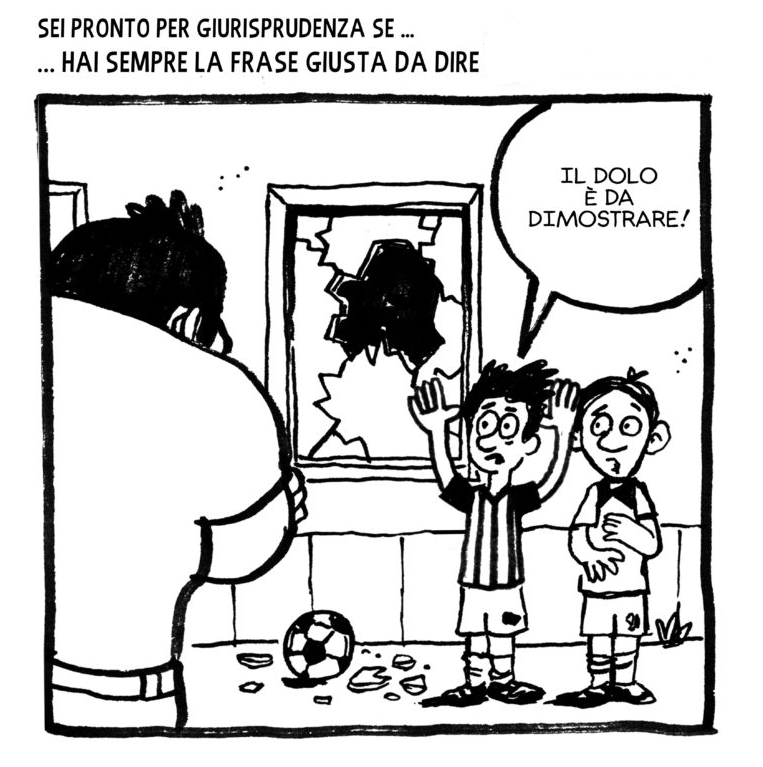 SEI PRONTO PER GIURISPRUDENZA SE ...
... HAI SEMPRE LA FRASE GIUSTA DA DIRE
IL DOLO
È DA
DIMOSTRARE!